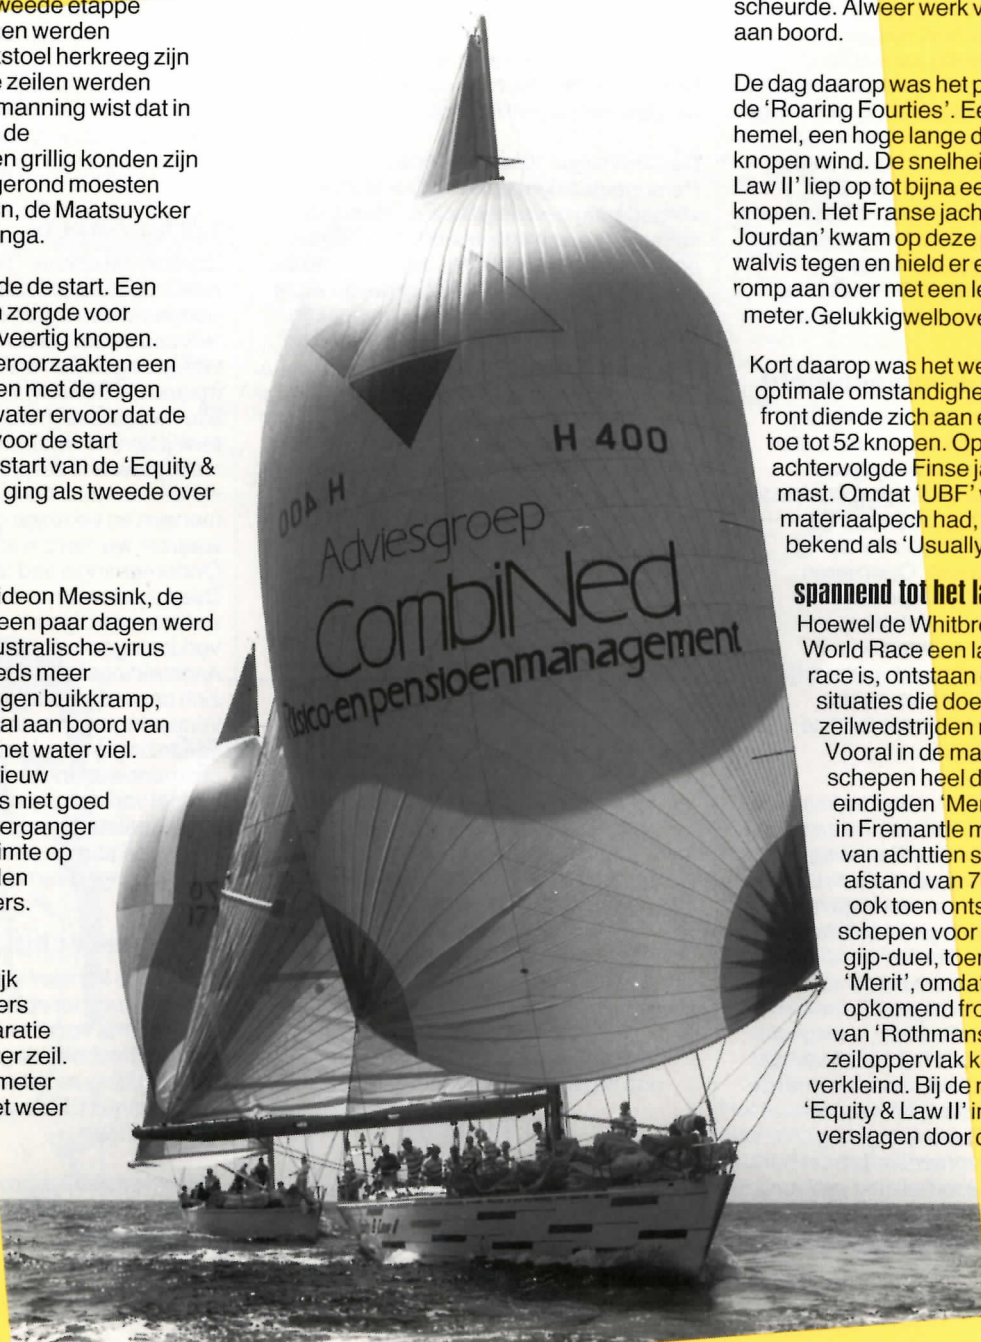 weede etappe
en werden
stoel herkreeg zijn
zeilen werden
manning wist dat in
de
en grillig konden zijn
gerond moesten
n, de Maatsuycker
nga.
de de start. Een
zorgde voor
veertig knopen.
eroorzaakten een
en met de regen
vater ervoor dat de
voor de start
start van de ‘Equity &
ging als tweede over
ideon Messink, de
een paar dagen werd
ustralische-virus
eds meer
gen buikkramp,
al aan boord van
het water viel.
ieuw
s niet goed
erganger
imte op
len
ers.
ijk
ers
aratie
er zeil.
meter
et weer
H 400
H 400
Adviesgroep
CombiNed
Risico-en pensioenmanagement
Equity & Law II
scheurde. Alweer werk v
aan boord.
De dag daarop was het p
de ‘Roaring Fourties’. Ee
hemel, een hoge lange d
knopen wind. De snelhei
Law II’ liep op tot bijna ee
knopen. Het Franse jach
Jourdan’ kwam op deze
walvis tegen en hield er e
romp aan over met een le
meter.Gelukkigwelbove
Kort daarop was het we
optimale omstandighe
front diende zich aan e
toe tot 52 knopen. Op
achtervolgde Finse ja
mast. Omdat ‘UBF’ v
materiaalpech had,
bekend als ‘Usually
spannend tot het la
Hoewel de Whitbre
World Race een la
race is, ontstaan
situaties die doe
zeilwedstrijden
Vooral in de ma
schepen heel d
eindigden ‘Mer
in Fremantle m
van achttien s
afstand van 7
ook toen onts
schepen voor
gijp-duel, toen
‘Merit’, omdat
opkomend fro
van ‘Rothmans
zeiloppervlak k
verkleind. Bij de
‘Equity & Law II’ in
verslagen door d